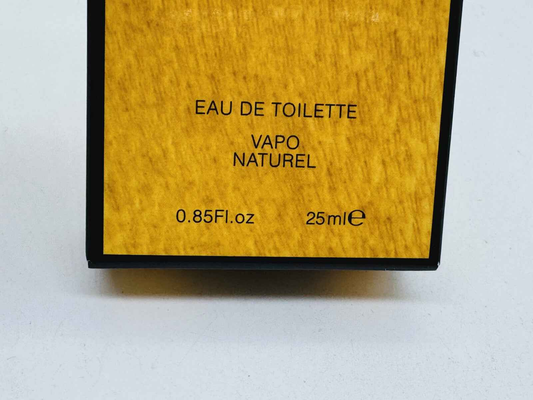 EAU DE TOILETTE
VAPO
NATUREL
0.85Fl.oz 25ml℮